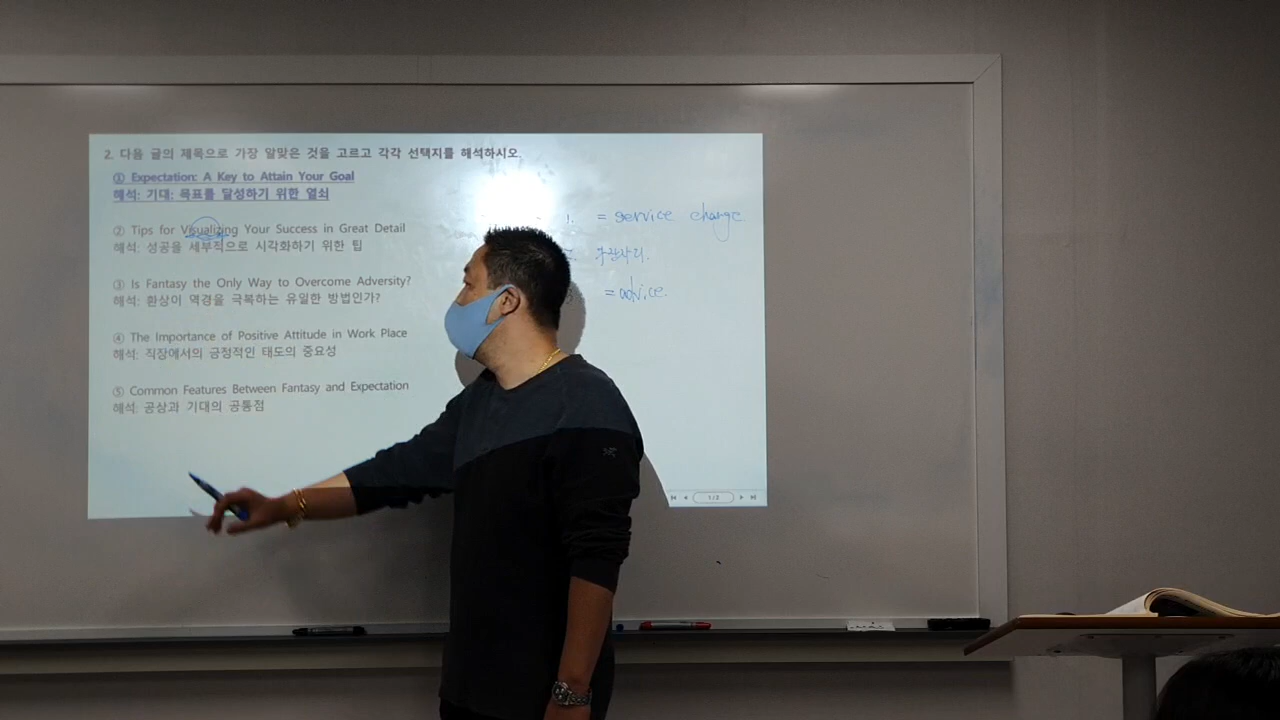 2. 다음 글의 제목으로 가장 알맞은 것을 고르고 각각 선택지를 해석하시오.
① Expectation: A Key to Attain Your Goal
해석: 기대: 목표를 달성하기 위한 열쇠
② Tips for Visualizing Your Success in Great Detail
해석: 성공을 세부적으로 시각화하기 위한 팁
③ Is Fantasy the Only Way to Overcome Adversity?
해석: 환상이 역경을 극복하는 유일한 방법인가?
④ The Importance of Positive Attitude in Work Place
해석: 직장에서의 긍정적인 태도의 중요성
⑤ Common Features Between Fantasy and Expectation
해석: 공상과 기대의 공통점
1. = service charge
= advice.
1/2